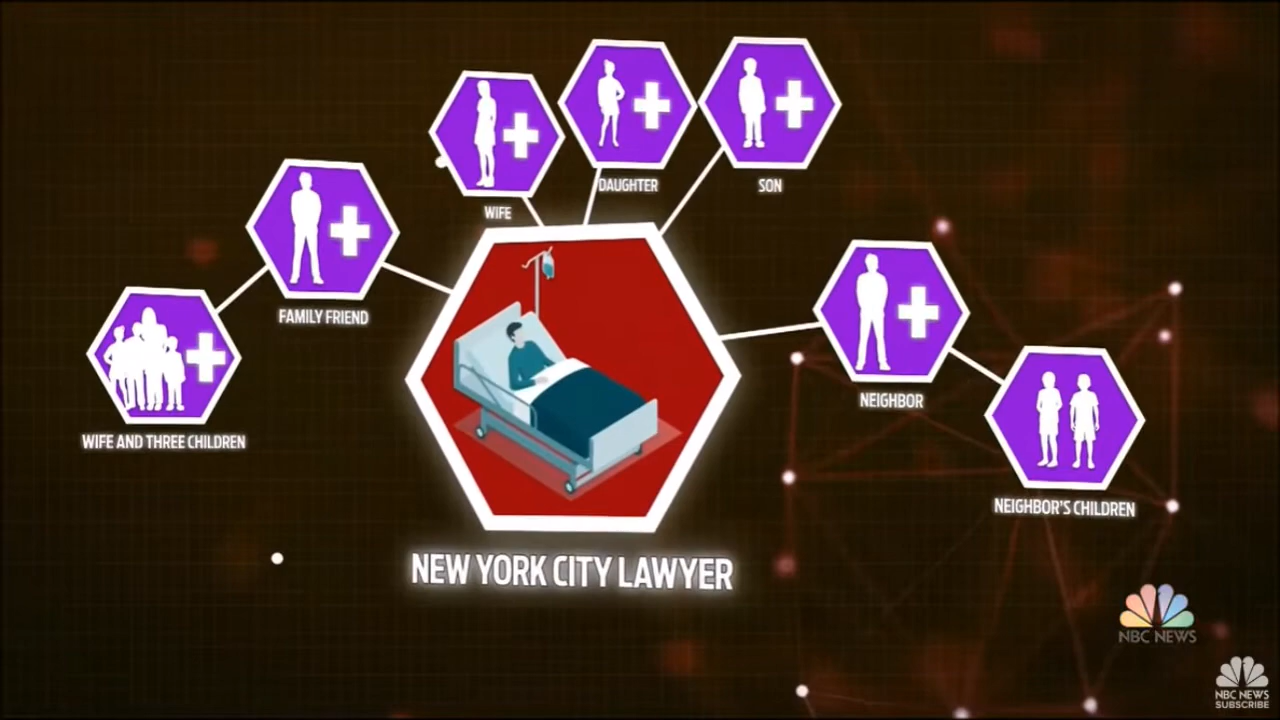 WIFE
DAUGHTER
SON
FAMILY FRIEND
NEIGHBOR
WIFE AND THREE CHILDREN
NEIGHBOR'S CHILDREN
NEW YORK CITY LAWYER
NBC NEWS
NBC NEWS
SUBSCRIBE